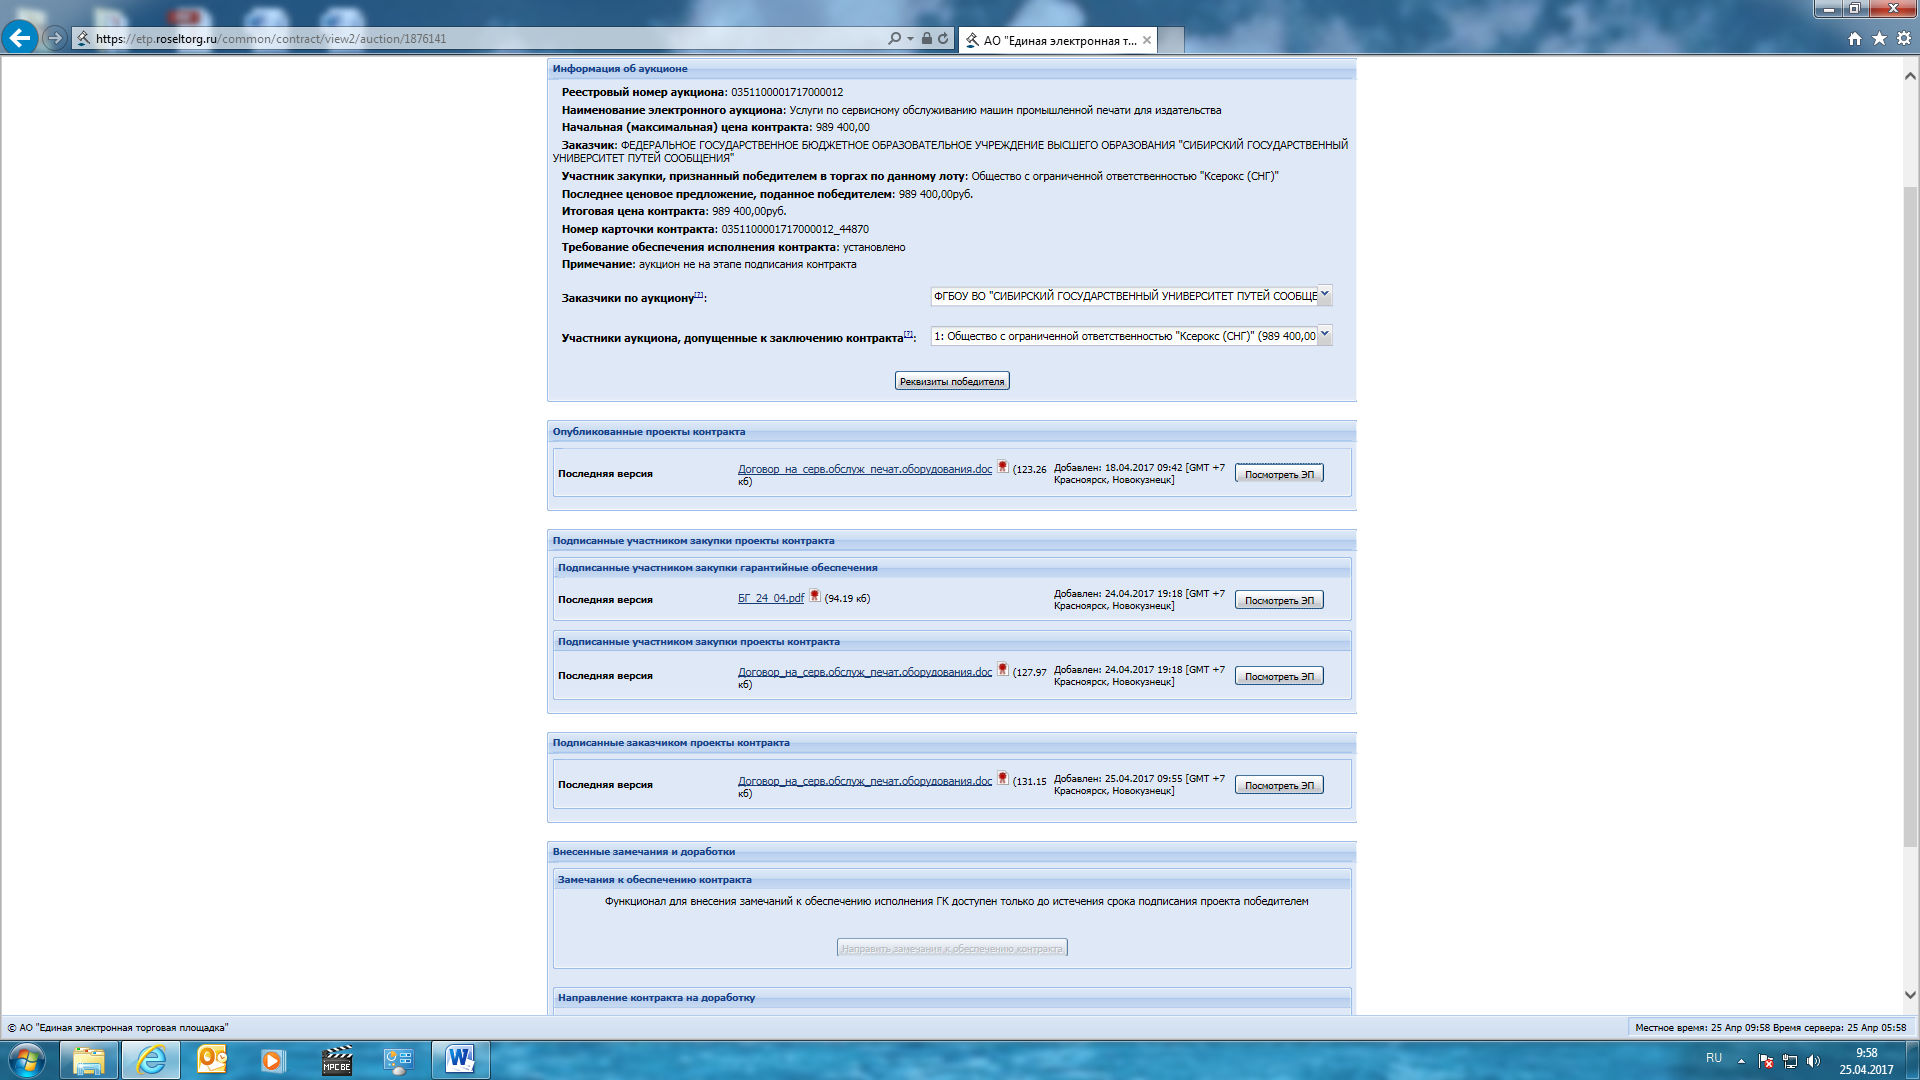 https://etp.roseltorg.ru/common/contract/view2/auction/1876141
АО "Единая электронная т...
Информация об аукционе
Реестровый номер аукциона: 0351100001717000012
Наименование электронного аукциона: Услуги по сервисному обслуживанию машин промышленной печати для издательства
Начальная (максимальная) цена контракта: 989 400,00
Заказчик: ФЕДЕРАЛЬНОЕ ГОСУДАРСТВЕННОЕ БЮДЖЕТНОЕ ОБРАЗОВАТЕЛЬНОЕ УЧРЕЖДЕНИЕ ВЫСШЕГО ОБРАЗОВАНИЯ "СИБИРСКИЙ ГОСУДАРСТВЕННЫЙ
УНИВЕРСИТЕТ ПУТЕЙ СООБЩЕНИЯ"
Участник закупки, признанный победителем в торгах по данному лоту: Общество с ограниченной ответственностью "Ксерокс (СНГ)"
Последнее ценовое предложение, поданное победителем: 989 400,00руб.
Итоговая цена контракта: 989 400,00руб.
Номер карточки контракта: 0351100001717000012_44870
Требование обеспечения исполнения контракта: установлено
Примечание: аукцион не на этапе подписания контракта
Заказчики по аукциону[?]: ФГБОУ ВО "СИБИРСКИЙ ГОСУДАРСТВЕННЫЙ УНИВЕРСИТЕТ ПУТЕЙ СООБЩЕ
Участники аукциона, допущенные к заключению контракта[?]: 1: Общество с ограниченной ответственностью "Ксерокс (СНГ)" (989 400,00
Реквизиты победителя
Опубликованные проекты контракта
Последняя версия Договор_на_серв.обслуж_печат.оборудования.doc (123.26 кб) Добавлен: 18.04.2017 09:42 [GMT +7 Красноярск, Новокузнецк] Посмотреть ЭП
Подписанные участником закупки проекты контракта
Подписанные участником закупки гарантийные обеспечения
Последняя версия БГ_24_04.pdf (94.19 кб) Добавлен: 24.04.2017 19:18 [GMT +7 Красноярск, Новокузнецк] Посмотреть ЭП
Подписанные участником закупки проекты контракта
Последняя версия Договор_на_серв.обслуж_печат.оборудования.doc (127.97 кб) Добавлен: 24.04.2017 19:18 [GMT +7 Красноярск, Новокузнецк] Посмотреть ЭП
Подписанные заказчиком проекты контракта
Последняя версия Договор_на_серв.обслуж_печат.оборудования.doc (131.15 кб) Добавлен: 25.04.2017 09:55 [GMT +7 Красноярск, Новокузнецк] Посмотреть ЭП
Внесенные замечания и доработки
Замечания к обеспечению контракта
Функционал для внесения замечаний к обеспечению исполнения ГК доступен только до истечения срока подписания проекта победителем
Направить замечания к обеспечению контракта
Направление контракта на доработку
© АО "Единая электронная торговая площадка"
Местное время: 25 Апр 09:58 Время сервера: 25 Апр 05:58
MPC BE
RU
9:58
25.04.2017